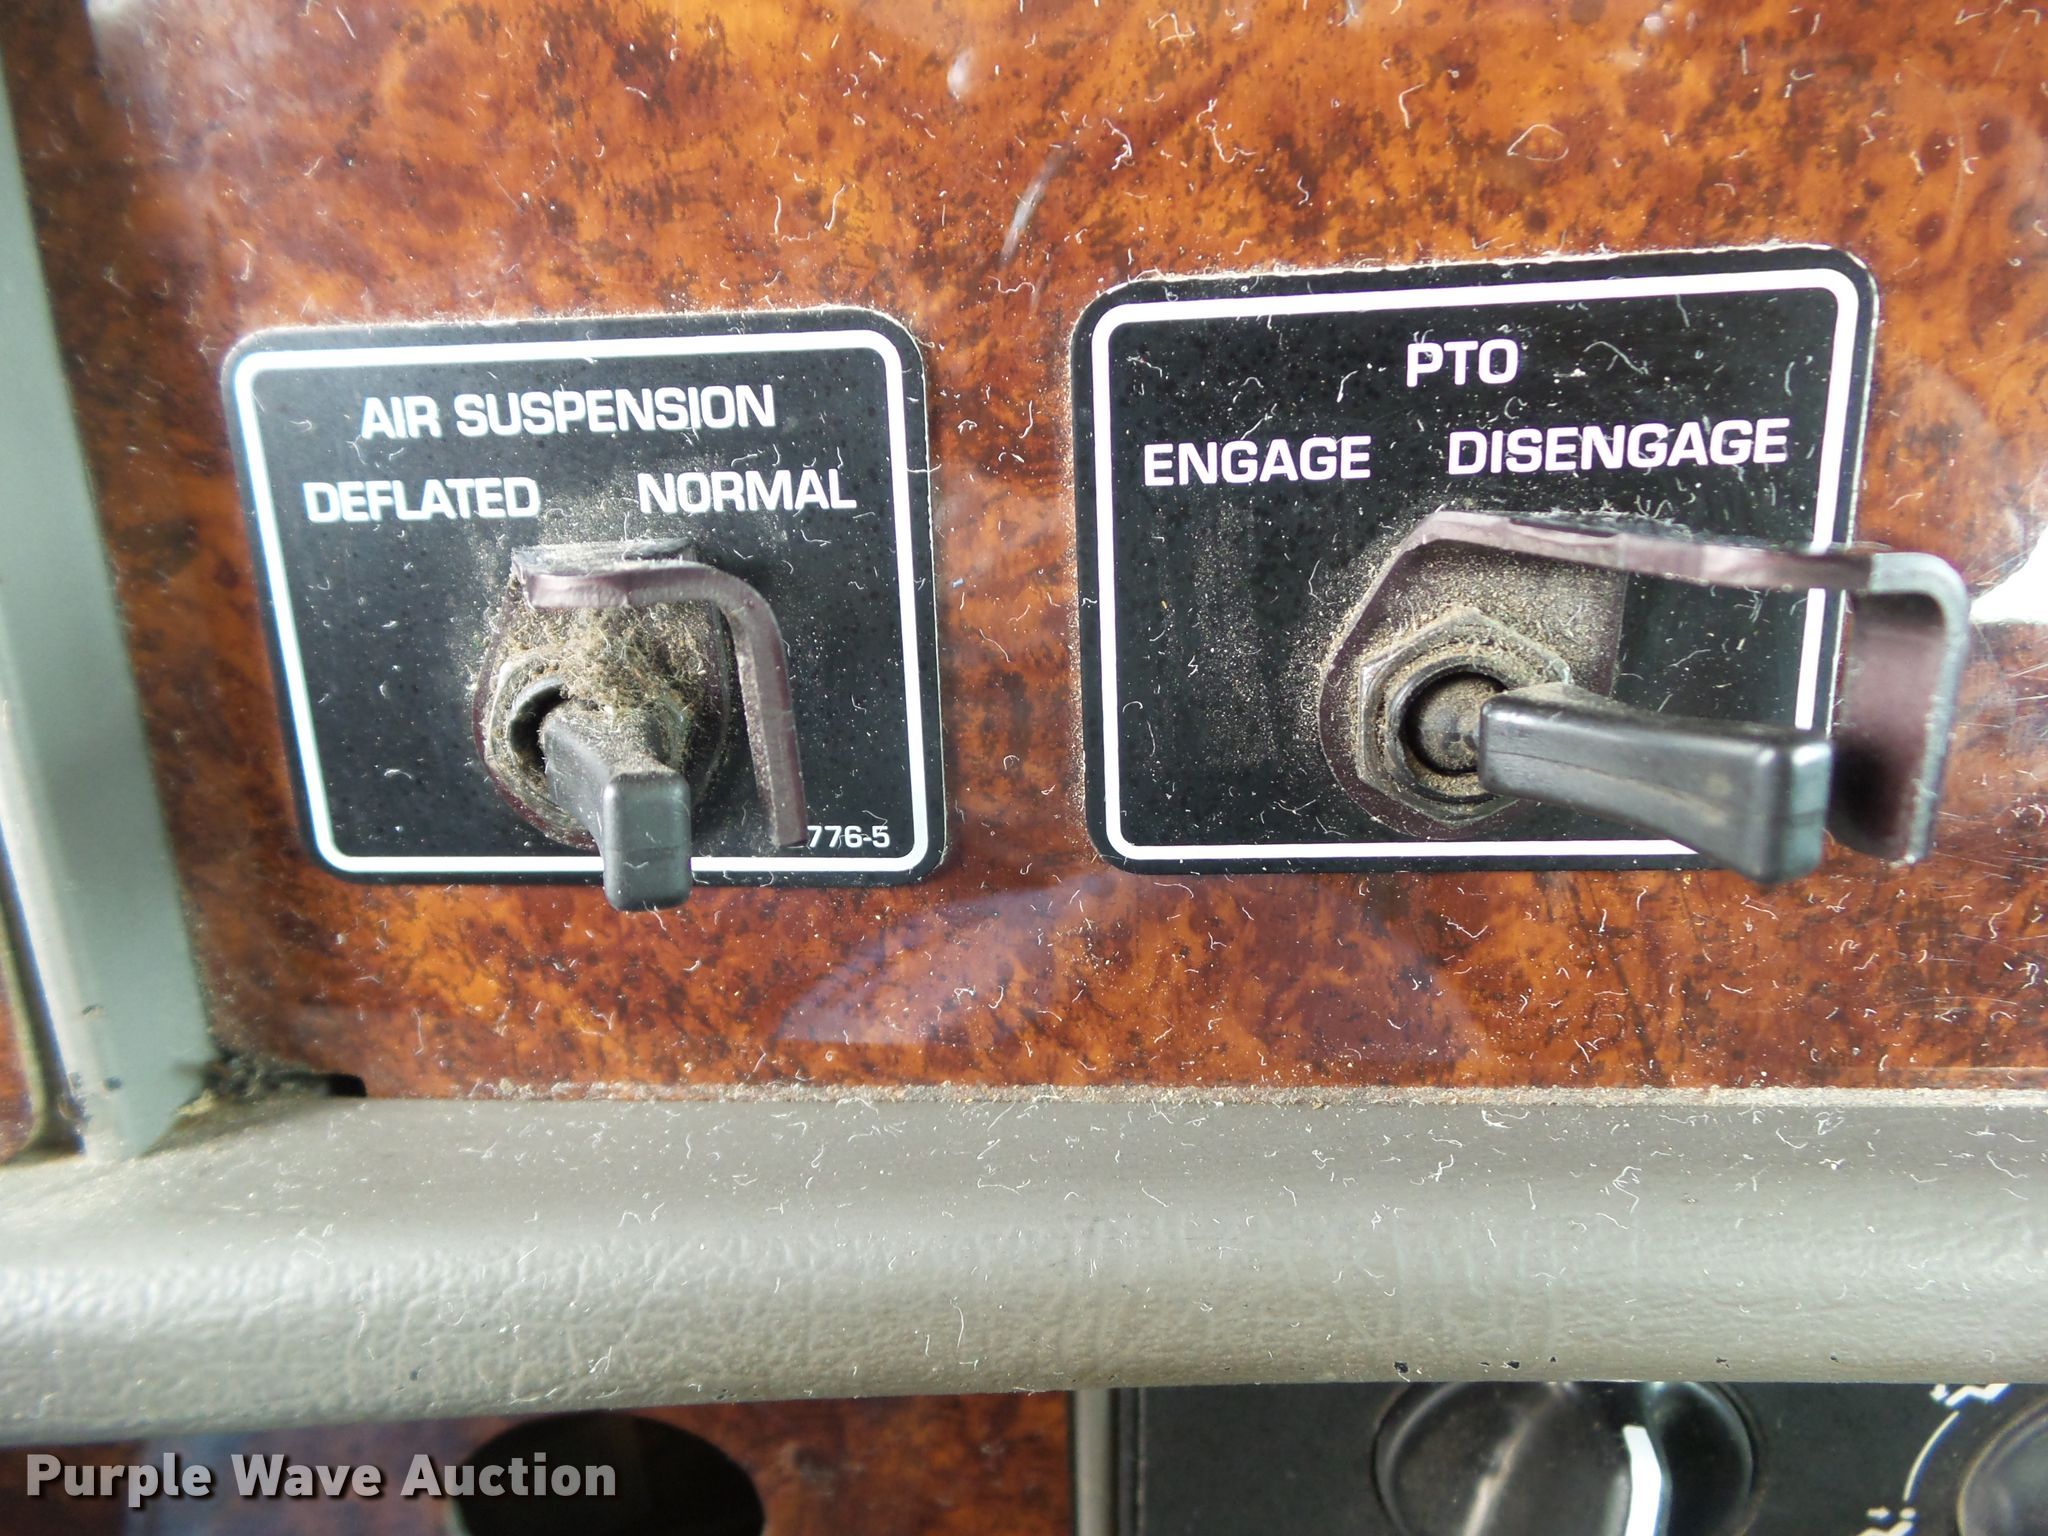 AIR SUSPENSION
DEFLATED NORMAL
776-5
PTO
ENGAGE DISENGAGE
Purple Wave Auction